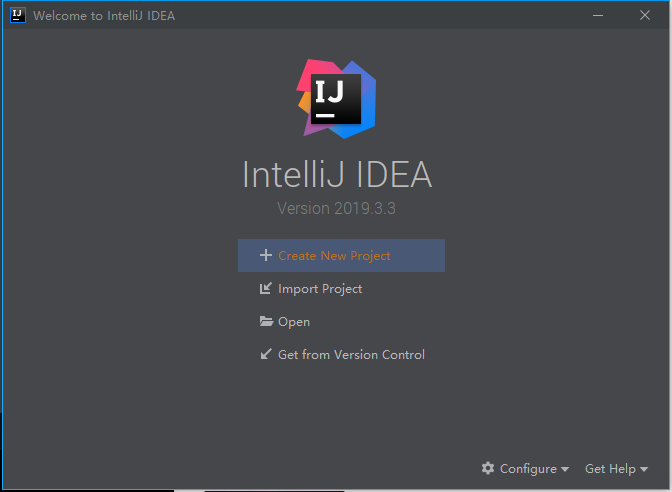 IJ Welcome to IntelliJ IDEA
IJ
IntelliJ IDEA
Version 2019.3.3
Create New Project
Import Project
Open
Get from Version Control
Configure Get Help